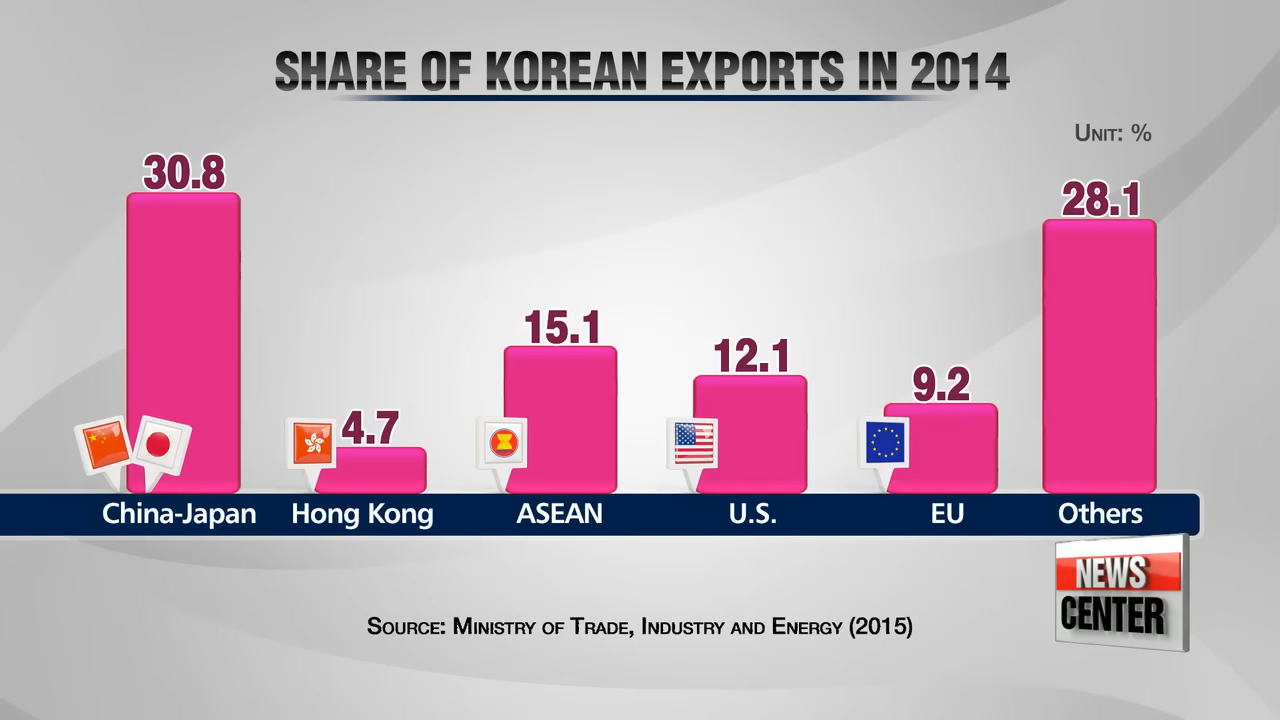 SHARE OF KOREAN EXPORTS IN 2014
UNIT: %
30.8
4.7
15.1
12.1
9.2
28.1
China-Japan
Hong Kong
ASEAN
U.S.
EU
Others
NEWS
CENTER
SOURCE: MINISTRY OF TRADE, INDUSTRY AND ENERGY (2015)